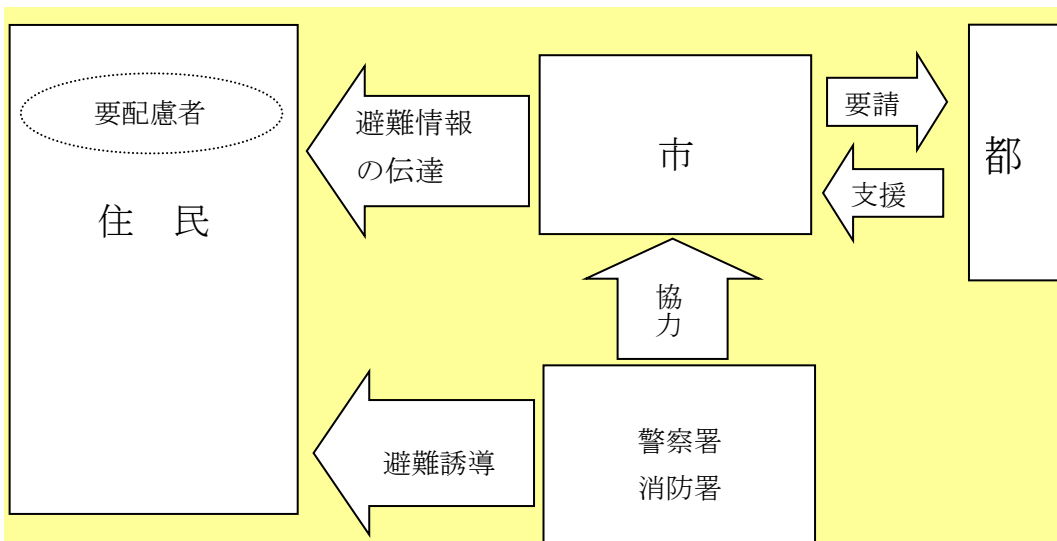 要配慮者
住　民
避難情報
の伝達
市
要請
支援
都
協
力
避難誘導
警察署
消防署